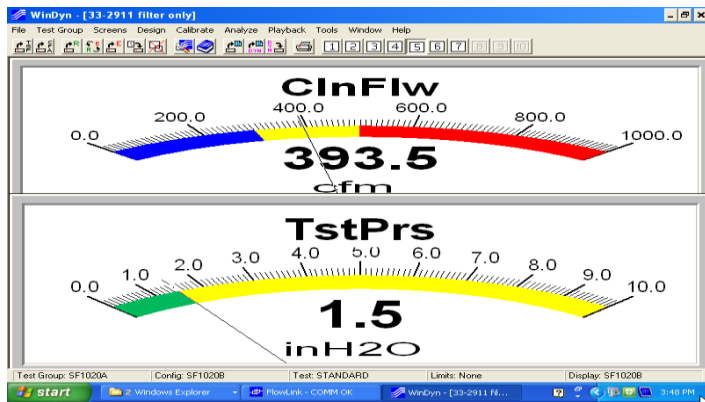 WinDyn - [33-2911 filter only]
File Test Group Screens Design Calibrate Analyze Playback Tools Window Help
1 2 3 4 5 6 7 8 9 10
ClnFlw
0.0 200.0 400.0 600.0 800.0 1000.0
393.5
cfm
TstPrs
0.0 1.0 2.0 3.0 4.0 5.0 6.0 7.0 8.0 9.0 10.0
1.5
inH2O
Test Group: SF1020A Config: SF1020B Test: STANDARD Limits: None Display: SF1020B
start 2 Windows Explorer FlowLink - COMM OK WinDyn - [33-2911 fil... 3:48 PM